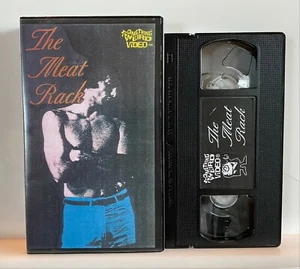 The
Meat
Rack
SOMETHING
WEIRD
VIDEO
The
Meat
Rack
SOMETHING
WEIRD
VIDEO